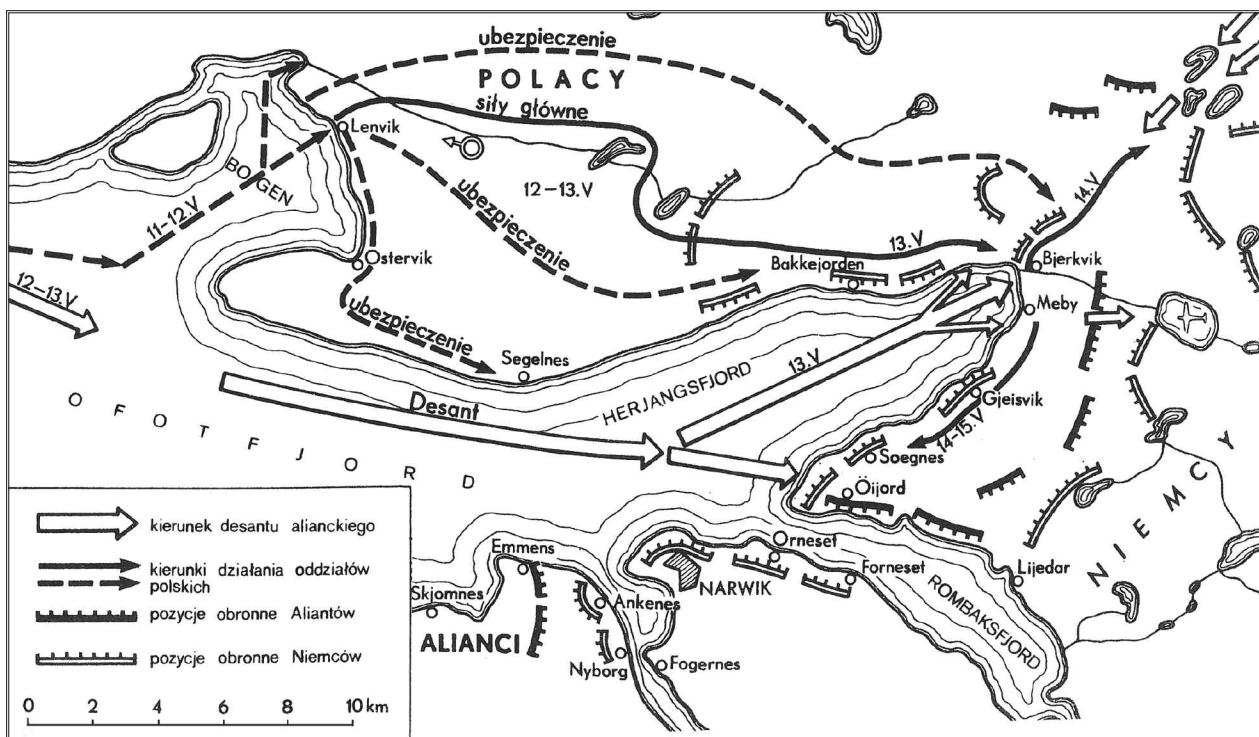 ubezpieczenie
POLACY
siły główne
Lenvik
BOGEN
11–12.V
12–13.V
ubezpieczenie
14.V
12–13.V
Ostervik
13.V
Bjerkvik
Bakkejorden
Meby
ubezpieczenie
Segelnes
13.V
HERJANGSFJORD
Gjeisvik
Desant
14–15.V
OFOTFJORD
Soegnes
Öijord
NIEMCY
kierunek desantu alianckiego
kierunki działania oddziałów
polskich
pozycje obronne Aliantów
pozycje obronne Niemców
0 2 4 6 8 10 km
Emmens
Orneset
Forneset
Lijedar
NARWIK
Skjomnes
Ankenes
ROMBAKSFJORD
ALIANCI
Nyborg
Fogernes